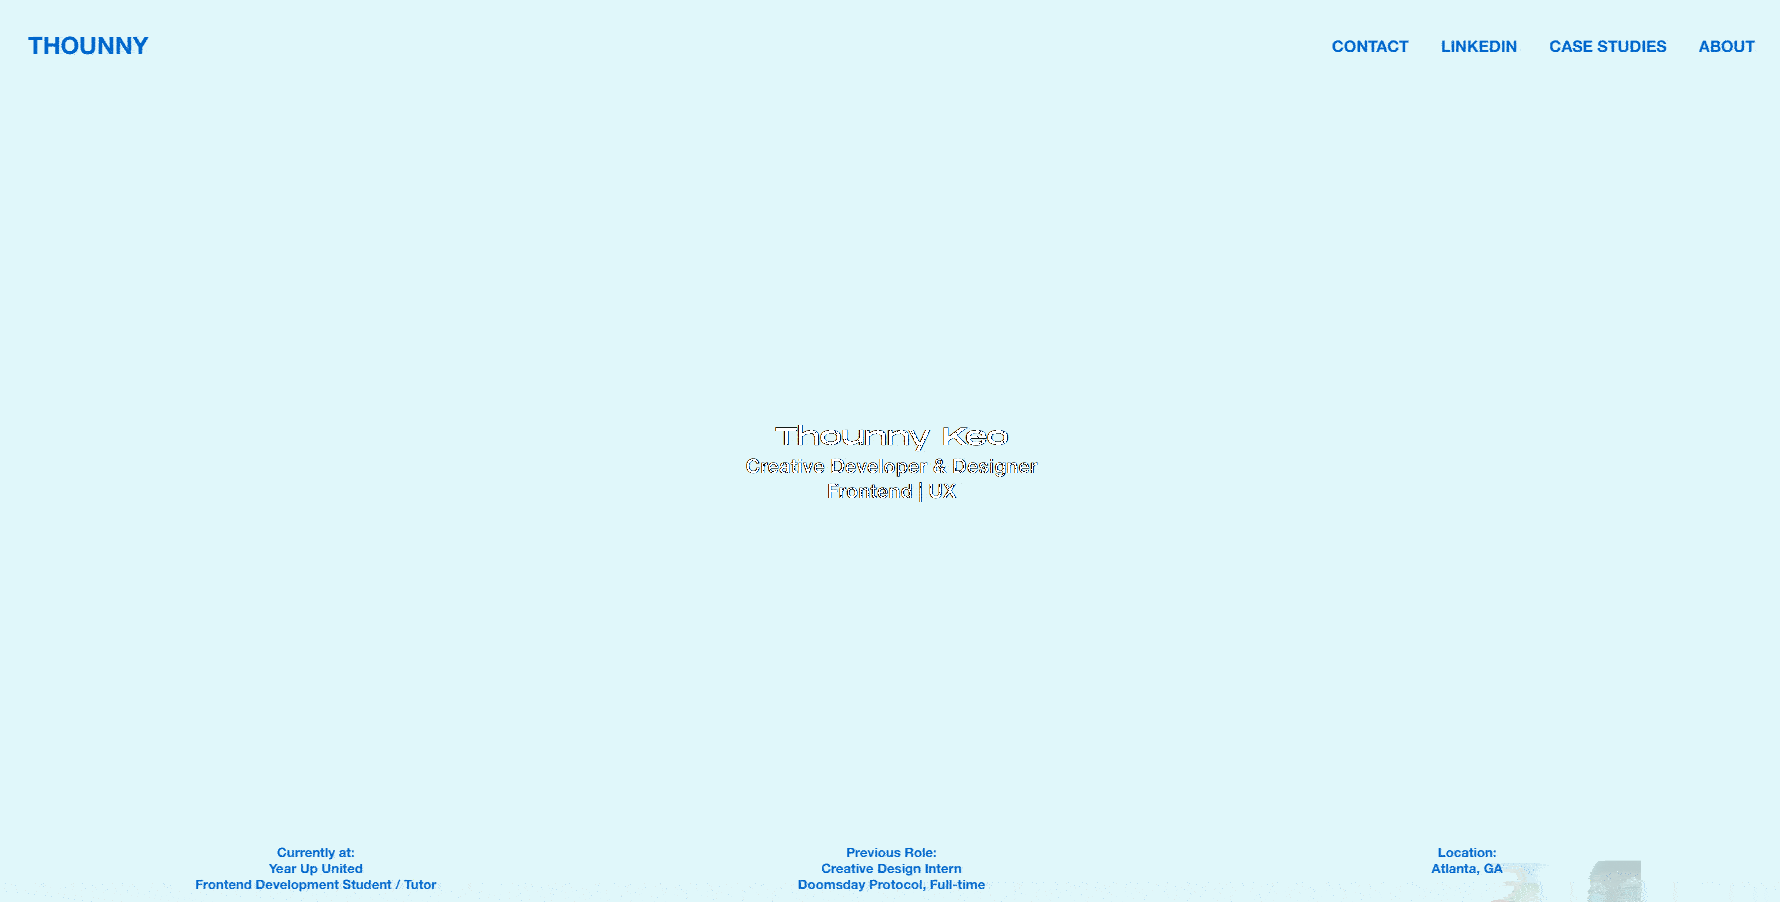 THOUNNY
CONTACT LINKEDIN CASE STUDIES ABOUT
Thounny Keo
Creative Developer & Designer
Frontend | UX
Currently at:
Year Up United
Frontend Development Student / Tutor
Previous Role:
Creative Design Intern
Doomsday Protocol, Full-time
Location:
Atlanta, GA